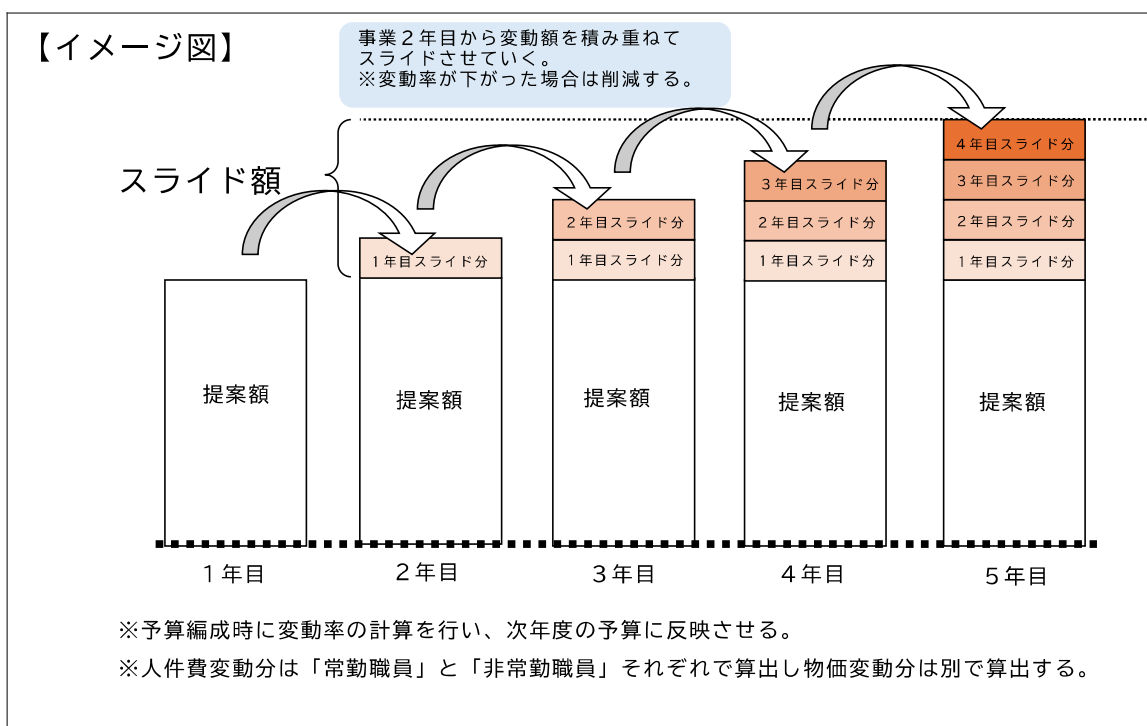 【イメージ図】
事業２年目から変動額を積み重ねて
スライドさせていく。
※変動率が下がった場合は削減する。
スライド額
４年目スライド分
３年目スライド分
３年目スライド分
２年目スライド分
２年目スライド分
２年目スライド分
１年目スライド分
１年目スライド分
１年目スライド分
１年目スライド分
提案額
提案額
提案額
提案額
提案額
１年目
２年目
３年目
４年目
５年目
※予算編成時に変動率の計算を行い、次年度の予算に反映させる。
※人件費変動分は「常勤職員」と「非常勤職員」それぞれで算出し物価変動分は別で算出する。